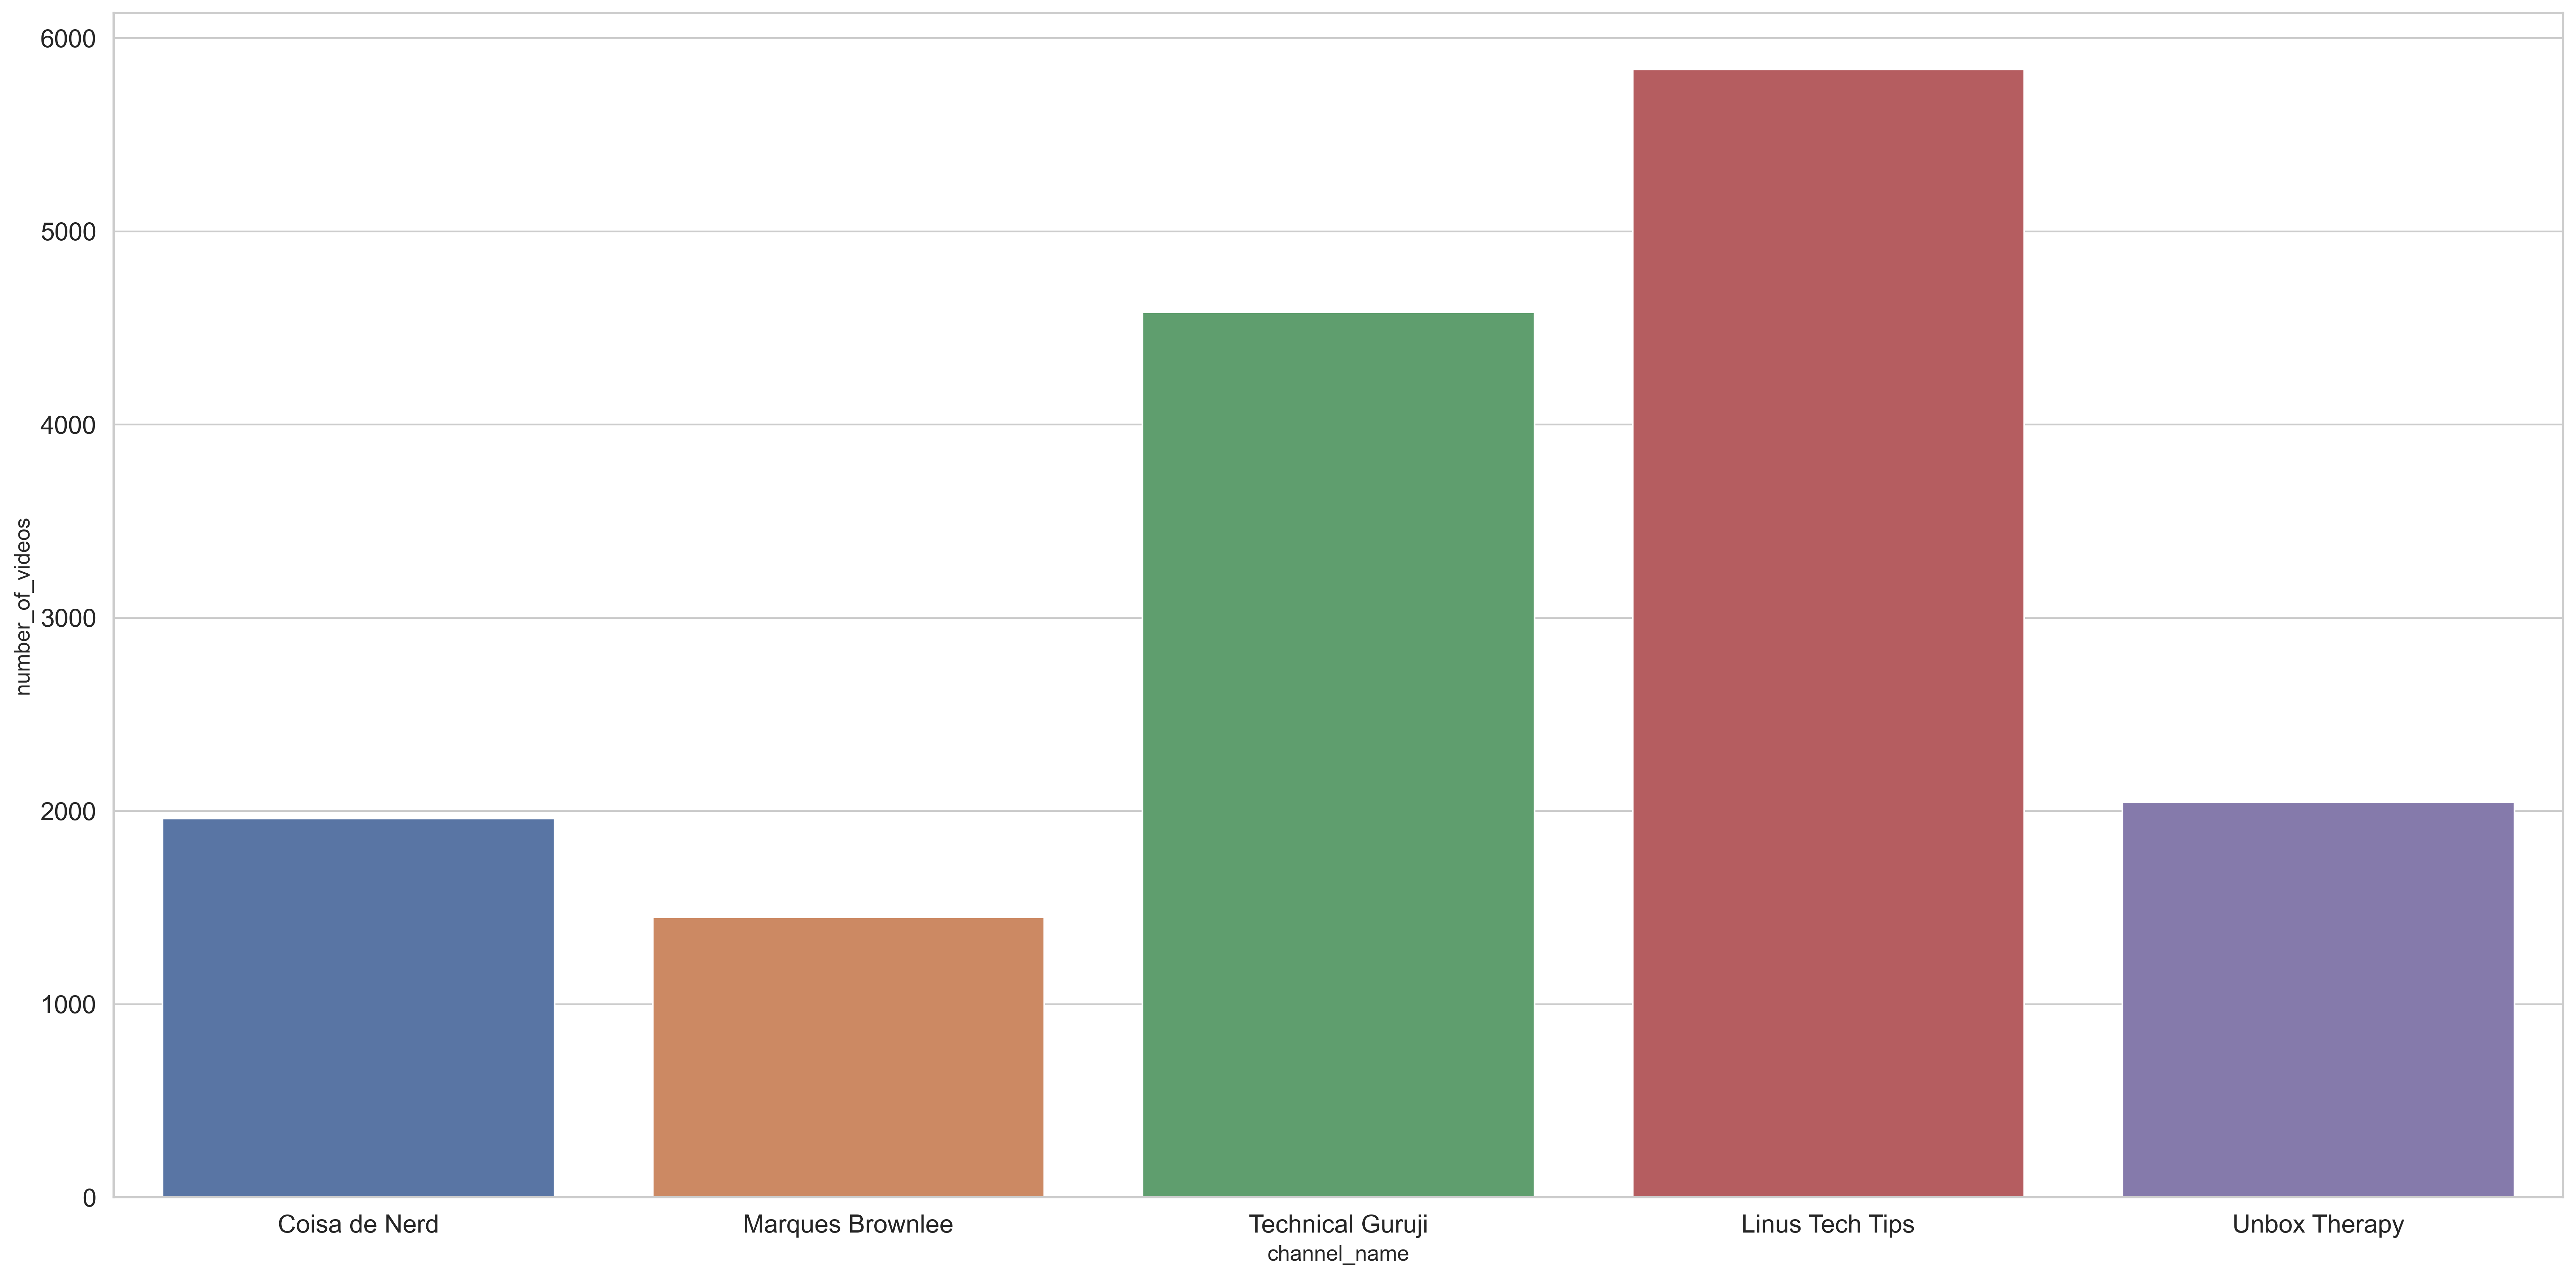 6000
5000
4000
3000
2000
1000
0
number_of_videos
Coisa de Nerd
Marques Brownlee
Technical Guruji
Linus Tech Tips
Unbox Therapy
channel_name